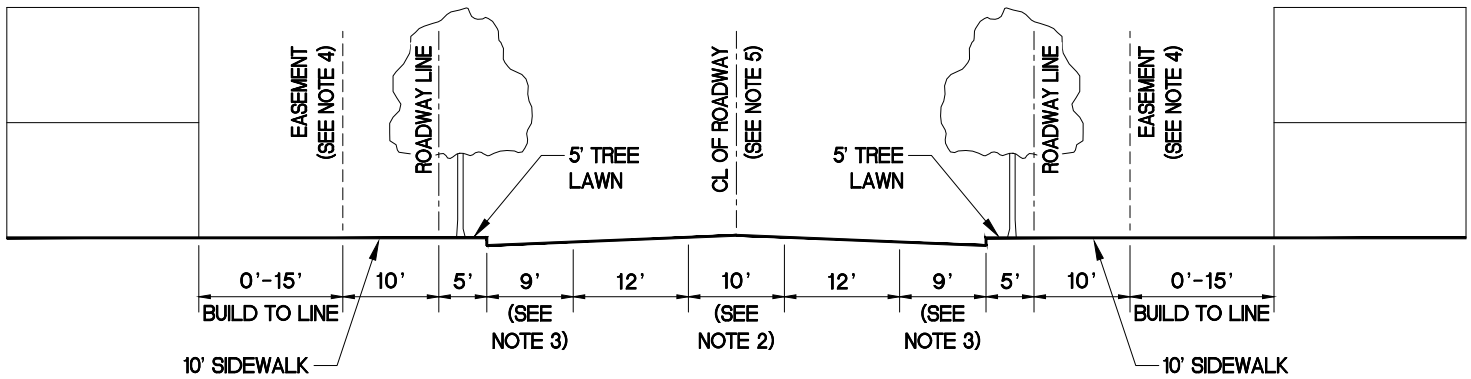 EASEMENT
(SEE NOTE 4)
ROADWAY LINE
CL OF ROADWAY
(SEE NOTE 5)
ROADWAY LINE
EASEMENT
(SEE NOTE 4)
5' TREE
LAWN
5' TREE
LAWN
0'-15'
10'
5'
9'
12'
10'
12'
9'
5'
10'
0'-15'
BUILD TO LINE
(SEE
NOTE 3)
(SEE
NOTE 2)
(SEE
NOTE 3)
BUILD TO LINE
10' SIDEWALK
10' SIDEWALK